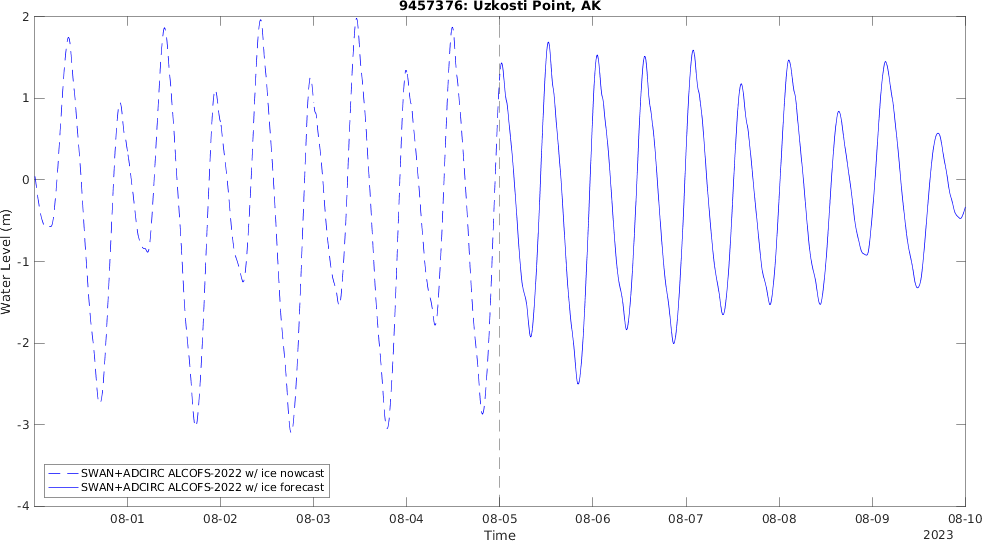 9457376: Uzkosti Point, AK
Water Level (m)
2
1
0
-1
-2
-3
-4
SWAN+ADCIRC ALCOFS-2022 w/ ice nowcast
SWAN+ADCIRC ALCOFS-2022 w/ ice forecast
08-01 08-02 08-03 08-04 08-05 08-06 08-07 08-08 08-09 08-10
Time
2023